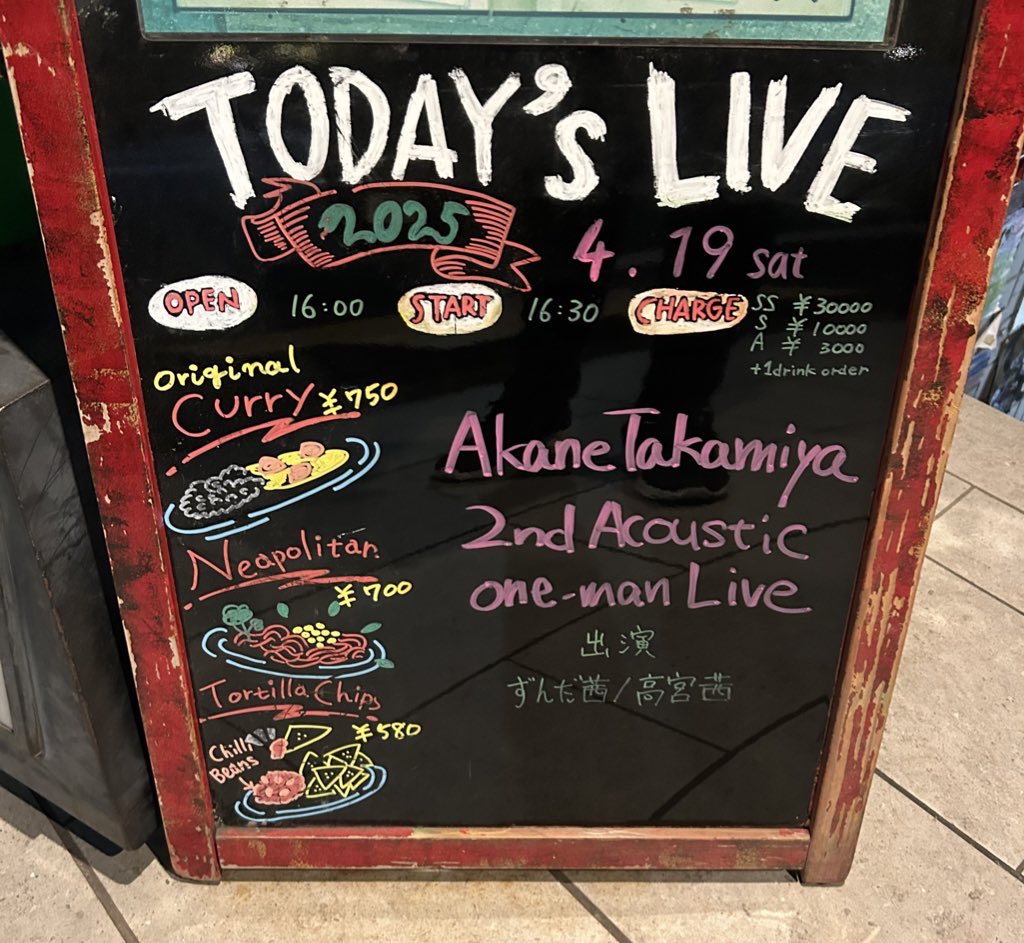 TODAY'S LIVE
2025
4.19 sat
OPEN 16:00 START 16:30 CHARGE SS ¥30000
S ¥10000
A ¥ 3000
+1drink order
Original
Curry ¥750
Neapolitan
¥700
Tortilla Chips
¥580
Chilli
Beans
Akane Takamiya
2nd Acoustic
one-man Live
出演
ずんだ茜/高宮茜